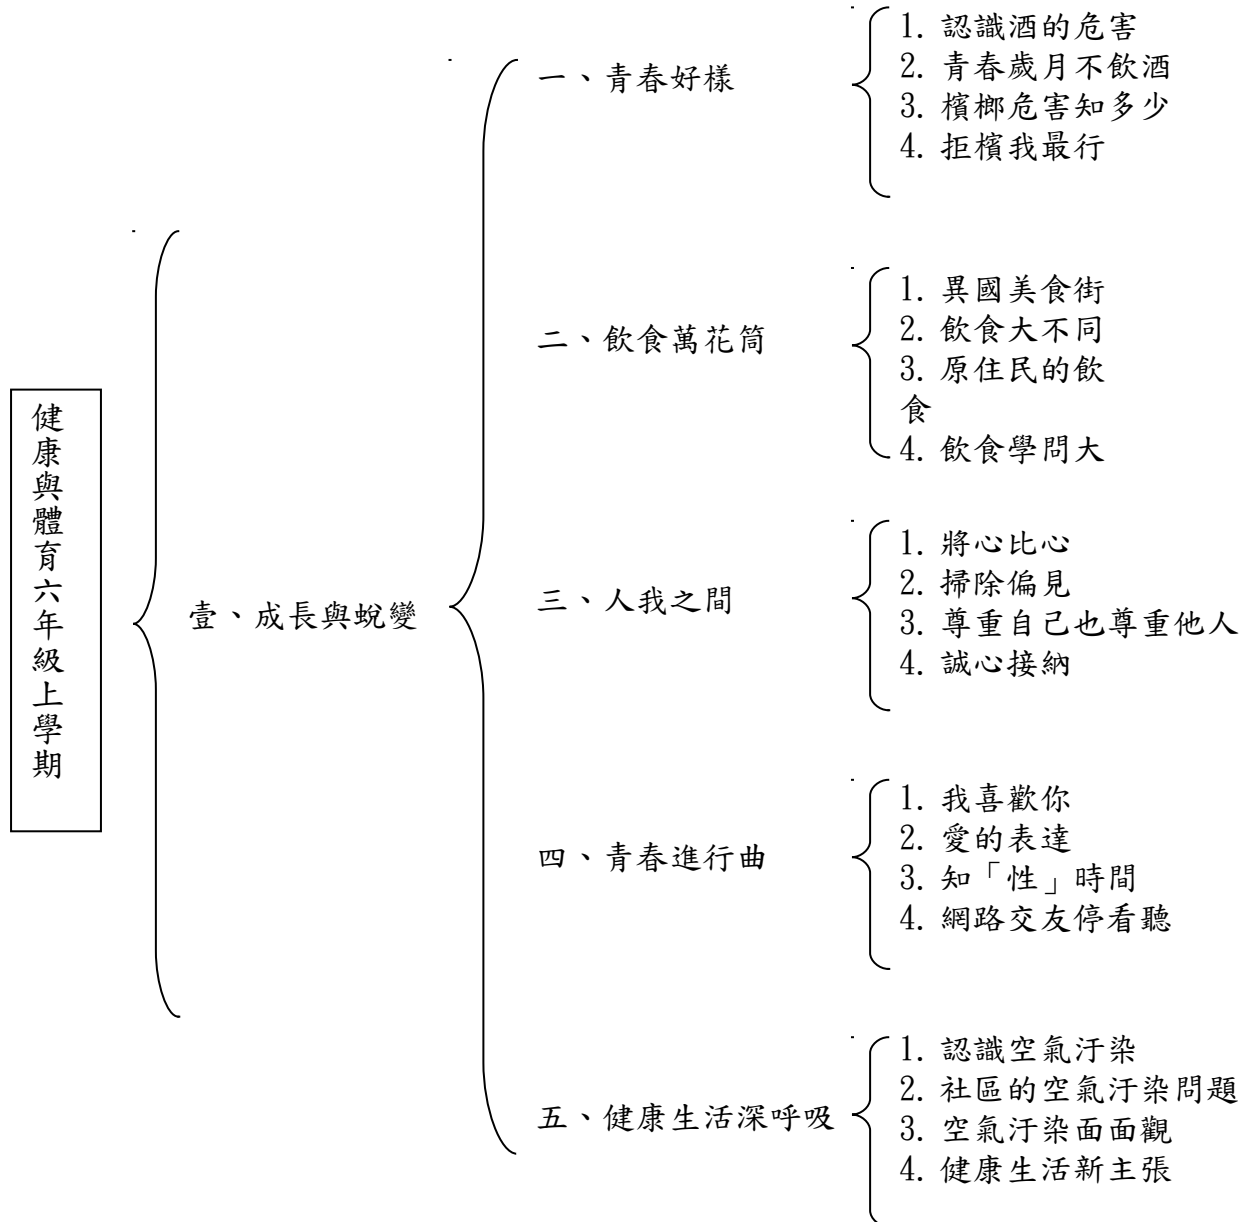 健康與體育六年級上學期
壹、成長與蛻變
一、青春好樣
1. 認識酒的危害
2. 青春歲月不飲酒
3. 檳榔危害知多少
4. 拒檳我最行
二、飲食萬花筒
1. 異國美食街
2. 飲食大不同
3. 原住民的飲
食
4. 飲食學問大
三、人我之間
1. 將心比心
2. 掃除偏見
3. 尊重自己也尊重他人
4. 誠心接納
四、青春進行曲
1. 我喜歡你
2. 愛的表達
3. 知「性」時間
4. 網路交友停看聽
五、健康生活深呼吸
1. 認識空氣汙染
2. 社區的空氣汙染問題
3. 空氣汙染面面觀
4. 健康生活新主張